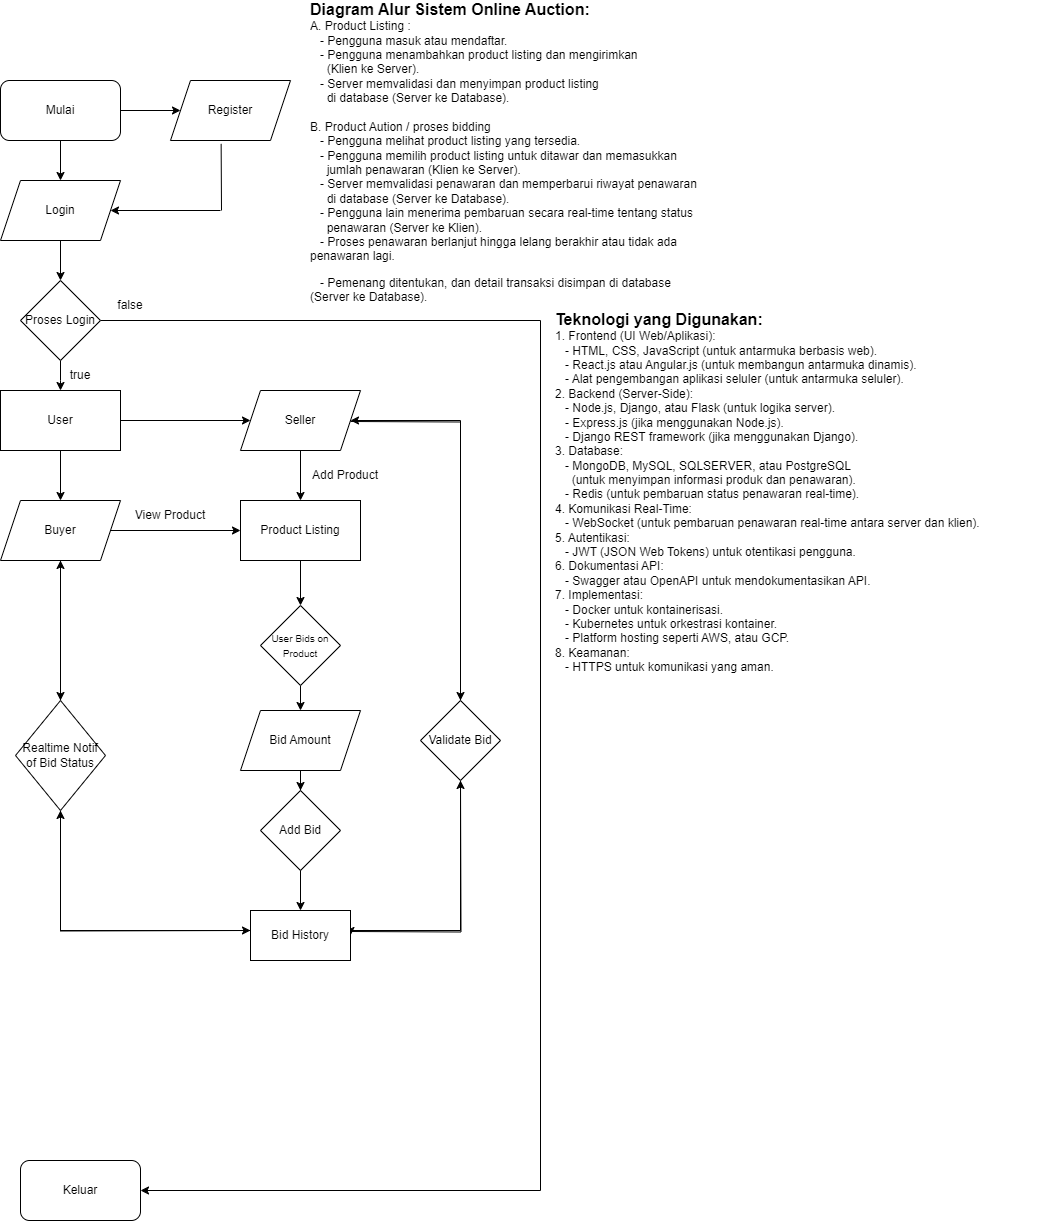 Diagram Alur Sistem Online Auction:
A. Product Listing :
- Pengguna masuk atau mendaftar.
- Pengguna menambahkan product listing dan mengirimkan
(Klien ke Server).
- Server memvalidasi dan menyimpan product listing
di database (Server ke Database).
B. Product Aution / proses bidding
- Pengguna melihat product listing yang tersedia.
- Pengguna memilih product listing untuk ditawar dan memasukkan
jumlah penawaran (Klien ke Server).
- Server memvalidasi penawaran dan memperbarui riwayat penawaran
di database (Server ke Database).
- Pengguna lain menerima pembaruan secara real-time tentang status
penawaran (Server ke Klien).
- Proses penawaran berlanjut hingga lelang berakhir atau tidak ada
penawaran lagi.
- Pemenang ditentukan, dan detail transaksi disimpan di database
(Server ke Database).
Mulai
Register
Login
Proses Login
false
true
User
Seller
Add Product
Buyer
View Product
Product Listing
User Bids on
Product
Bid Amount
Validate Bid
Realtime Notif
of Bid Status
Add Bid
Bid History
Keluar
Teknologi yang Digunakan:
1. Frontend (UI Web/Aplikasi):
- HTML, CSS, JavaScript (untuk antarmuka berbasis web).
- React.js atau Angular.js (untuk membangun antarmuka dinamis).
- Alat pengembangan aplikasi seluler (untuk antarmuka seluler).
2. Backend (Server-Side):
- Node.js, Django, atau Flask (untuk logika server).
- Express.js (jika menggunakan Node.js).
- Django REST framework (jika menggunakan Django).
3. Database:
- MongoDB, MySQL, SQLSERVER, atau PostgreSQL
(untuk menyimpan informasi produk dan penawaran).
- Redis (untuk pembaruan status penawaran real-time).
4. Komunikasi Real-Time:
- WebSocket (untuk pembaruan penawaran real-time antara server dan klien).
5. Autentikasi:
- JWT (JSON Web Tokens) untuk otentikasi pengguna.
6. Dokumentasi API:
- Swagger atau OpenAPI untuk mendokumentasikan API.
7. Implementasi:
- Docker untuk kontainerisasi.
- Kubernetes untuk orkestrasi kontainer.
- Platform hosting seperti AWS, atau GCP.
8. Keamanan:
- HTTPS untuk komunikasi yang aman.